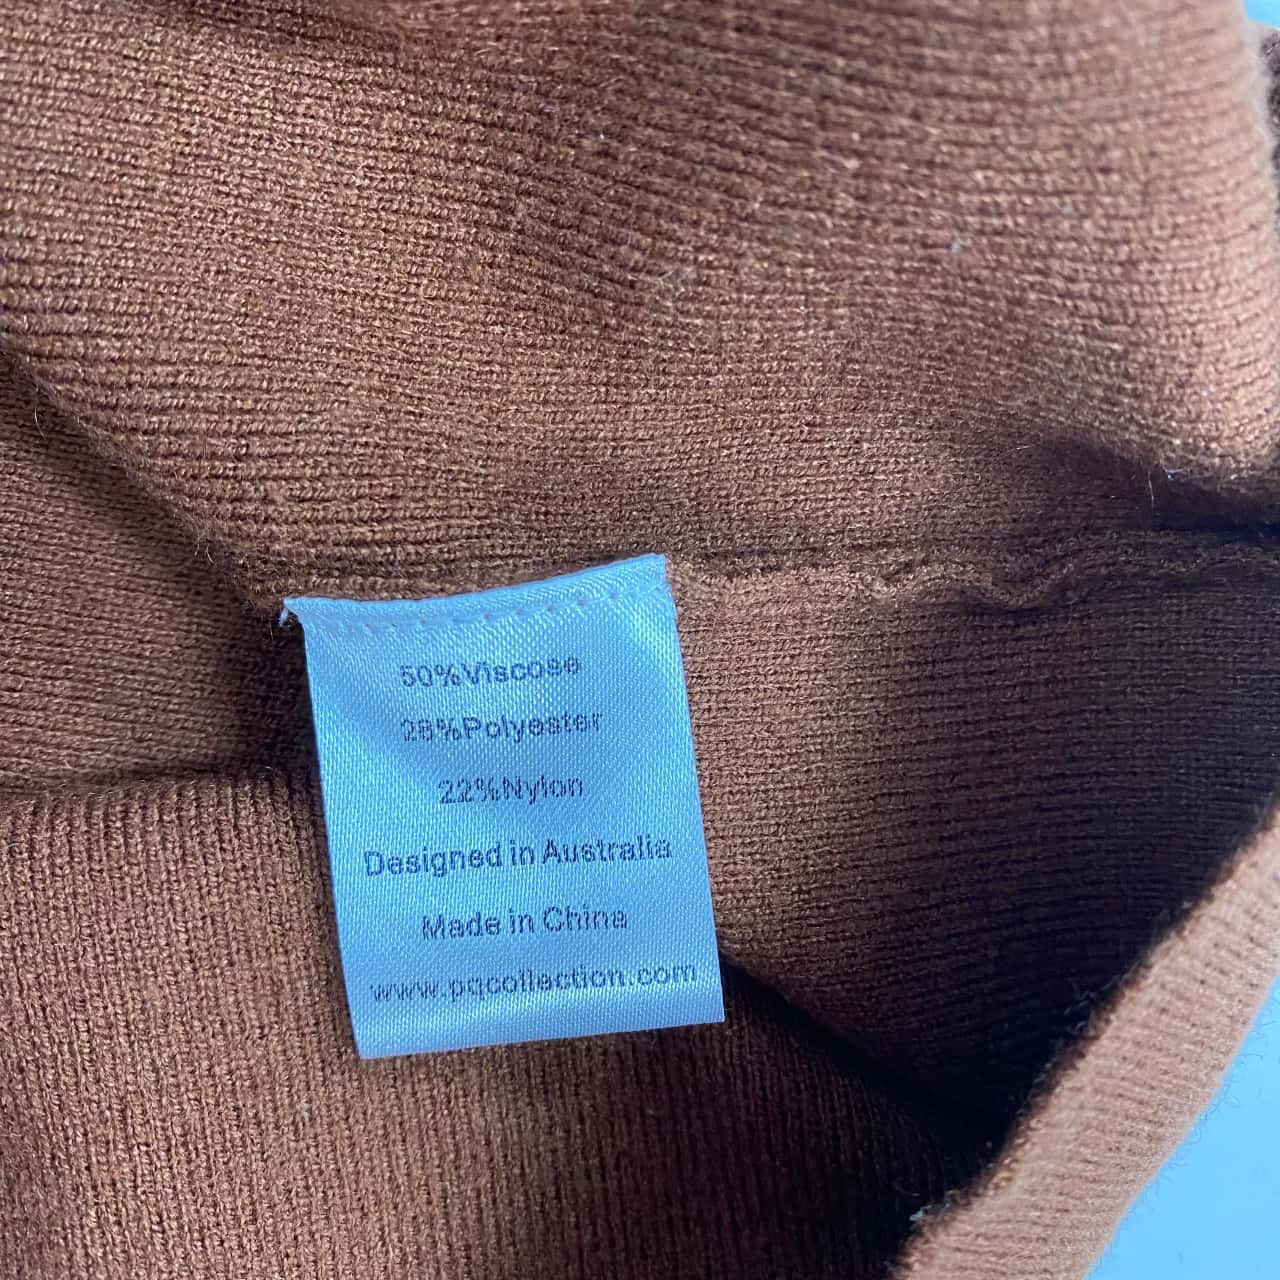 50%Viscose
28%Polyester
22%Nylon
Designed in Australia
Made in China
www.pqcollection.com